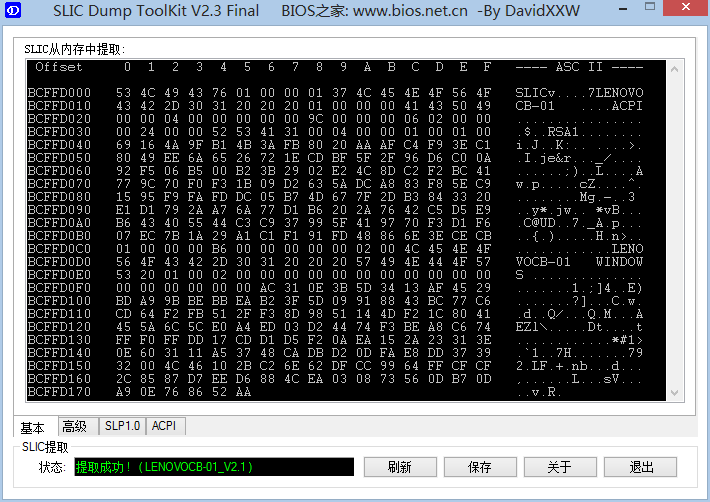 SLIC Dump ToolKit V2.3 Final BIOS之家: www.bios.net.cn -By DavidXXW
SLIC从内存中提取:
Offset 0 1 2 3 4 5 6 7 8 9 A B C D E F ---- ASC II ----
BCFFD000 53 4C 49 43 76 01 00 00 01 37 4C 45 4E 4F 56 4F SLICv....7LENOVO
BCFFD010 43 42 2D 30 31 20 20 20 01 00 00 00 41 43 50 49 CB-01 ....ACPI
BCFFD020 00 00 04 00 00 00 00 00 9C 00 00 00 06 02 00 00 ................
BCFFD030 00 24 00 00 52 53 41 31 00 04 00 00 01 00 01 00 .$..RSA1........
BCFFD040 69 16 4A 9F B1 4B 3A FB 80 20 AA AF C4 F9 3E C1 i.J..K:.. ....>.
BCFFD050 80 49 EE 6A 65 26 72 1E CD BF 5F 2F 96 D6 C0 0A .I.je&r..._/....
BCFFD060 92 F5 06 B5 00 B2 3B 29 02 E2 4C 8D C2 F2 BC 41 ......;)..L....A
BCFFD070 77 9C 70 F0 F3 1B 09 D2 63 5A DC A8 83 F8 5E C9 w.p.....cZ....^.
BCFFD080 15 95 F9 FA FD DC 05 B7 4D 67 7F 2D B3 84 33 20 ........Mg.-..3
BCFFD090 E1 D1 79 2A A7 6A 77 D1 B6 20 2A 76 42 C5 D5 E9 ..y*.jw.. *vB...
BCFFD0A0 B6 43 40 55 44 C3 C9 37 99 5F 41 97 70 F3 D1 F6 .C@UD..7._A.p...
BCFFD0B0 07 EC 7B 1A 29 A1 C1 F1 91 FD 48 86 6E 3E CE CB ..{.).....H.n>..
BCFFD0C0 01 00 00 00 B6 00 00 00 00 00 02 00 4C 45 4E 4F ............LENO
BCFFD0D0 56 4F 43 42 2D 30 31 20 20 20 57 49 4E 44 4F 57 VOCB-01 WINDOWS
BCFFD0E0 53 20 01 00 02 00 00 00 00 00 00 00 00 00 00 00 S ..............
BCFFD0F0 00 00 00 00 00 00 AC 31 0E 3B 5D 34 13 AF 45 29 .......1.;]4..E)
BCFFD100 BD A9 9B BE BB EA B2 3F 5D 09 91 88 43 BC 77 C6 .......?]...C.w.
BCFFD110 CD 64 F2 FB 51 2F F3 8D 98 51 14 4D F2 1C 80 41 .d..Q/...Q.M...A
BCFFD120 45 5A 6C 5C E0 A4 ED 03 D2 44 74 F3 BE A8 C6 74 EZl\.....Dt....t
BCFFD130 FF F0 FF DD 17 CD D1 D5 F2 0A EA 15 2A 23 31 3E ............*#1>
BCFFD140 0E 60 31 11 A5 37 48 CA DB D2 0D FA E8 DD 37 39 .`1..7H.......79
BCFFD150 32 00 4C 46 10 2B C2 6E 62 DF CC 99 64 FF CF CF 2.LF.+.nb...d...
BCFFD160 2C 85 87 D7 EE D6 88 4C EA 03 08 73 56 0D B7 0D ,......L...sV...
BCFFD170 A9 0E 76 86 52 AA ..v.R.
基本 高级 SLP1.0 ACPI
SLIC提取
状态: 提取成功！(LENOVOCB-01_V2.1) 刷新 保存 关于 退出